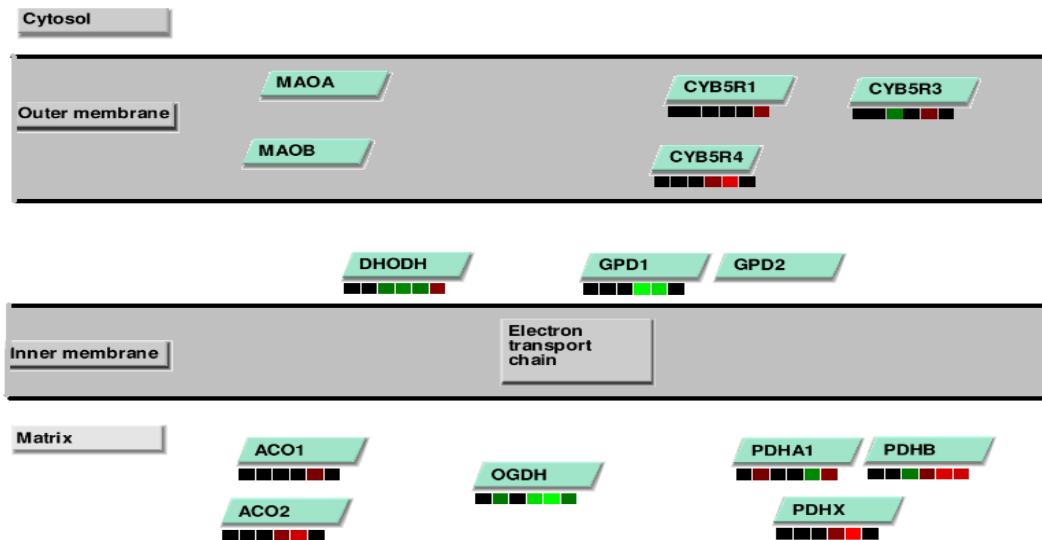 Cytosol
MAOA
CYB5R1
CYB5R3
Outer membrane
MAOB
CYB5R4
DHODH
GPD1
GPD2
Electron
transport
chain
Inner membrane
Matrix
ACO1
PDHA1
PDHB
OGDH
ACO2
PDHX